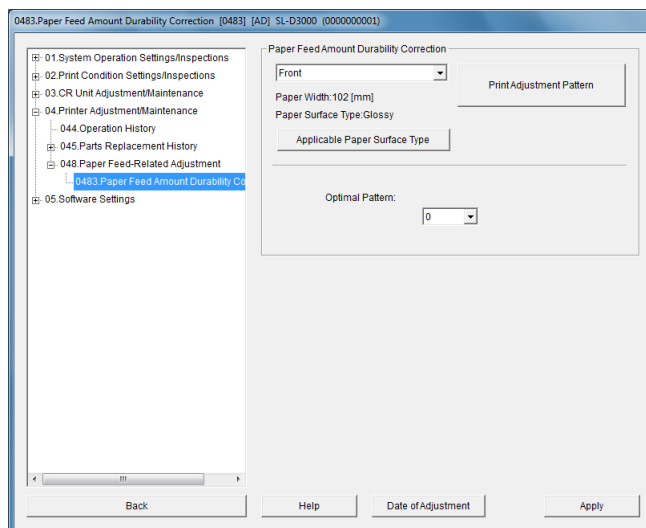 0483.Paper Feed Amount Durability Correction [0483] [AD] SL-D3000 (0000000001)
01.System Operation Settings/Inspections
02.Print Condition Settings/Inspections
03.CR Unit Adjustment/Maintenance
04.Printer Adjustment/Maintenance
044.Operation History
045.Parts Replacement History
048.Paper Feed-Related Adjustment
0483.Paper Feed Amount Durability Co
05.Software Settings
Paper Feed Amount Durability Correction
Front
Print Adjustment Pattern
Paper Width:102 [mm]
Paper Surface Type:Glossy
Applicable Paper Surface Type
Optimal Pattern:
0
Back
Help
Date of Adjustment
Apply